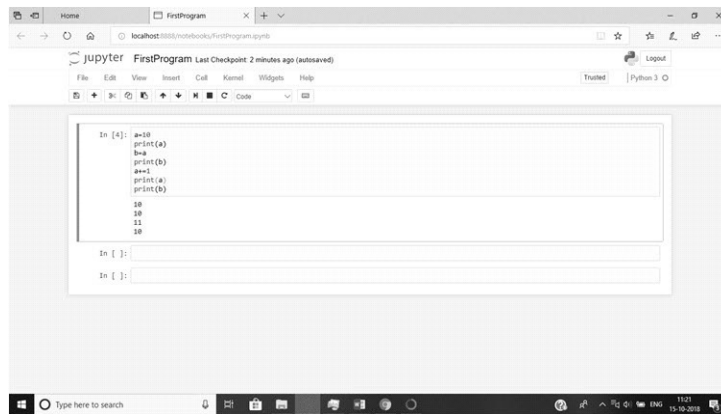 Home
FirstProgram
localhost:8888/notebooks/FirstProgram.ipynb
jupyter FirstProgram Last Checkpoint: 2 minutes ago (autosaved)
Logout
File Edit View Insert Cell Kernel Widgets Help
Trusted
Python 3
Code
In [4]:
a=10
print(a)
b=a
print(b)
a+=1
print(a)
print(b)
10
10
11
10
In [ ]:
In [ ]:
Type here to search
ENG
11:21
15-10-2018